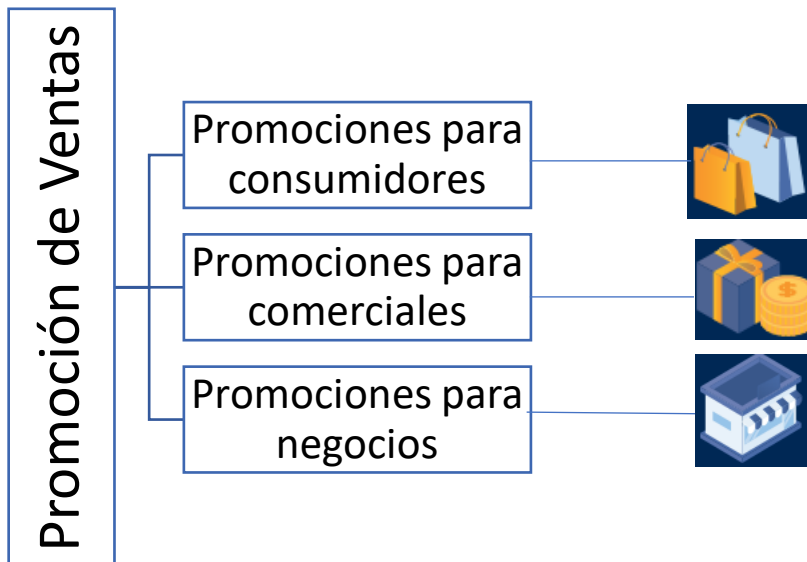 Promoción de Ventas
Promociones para
consumidores
Promociones para
comerciales
Promociones para
negocios
$